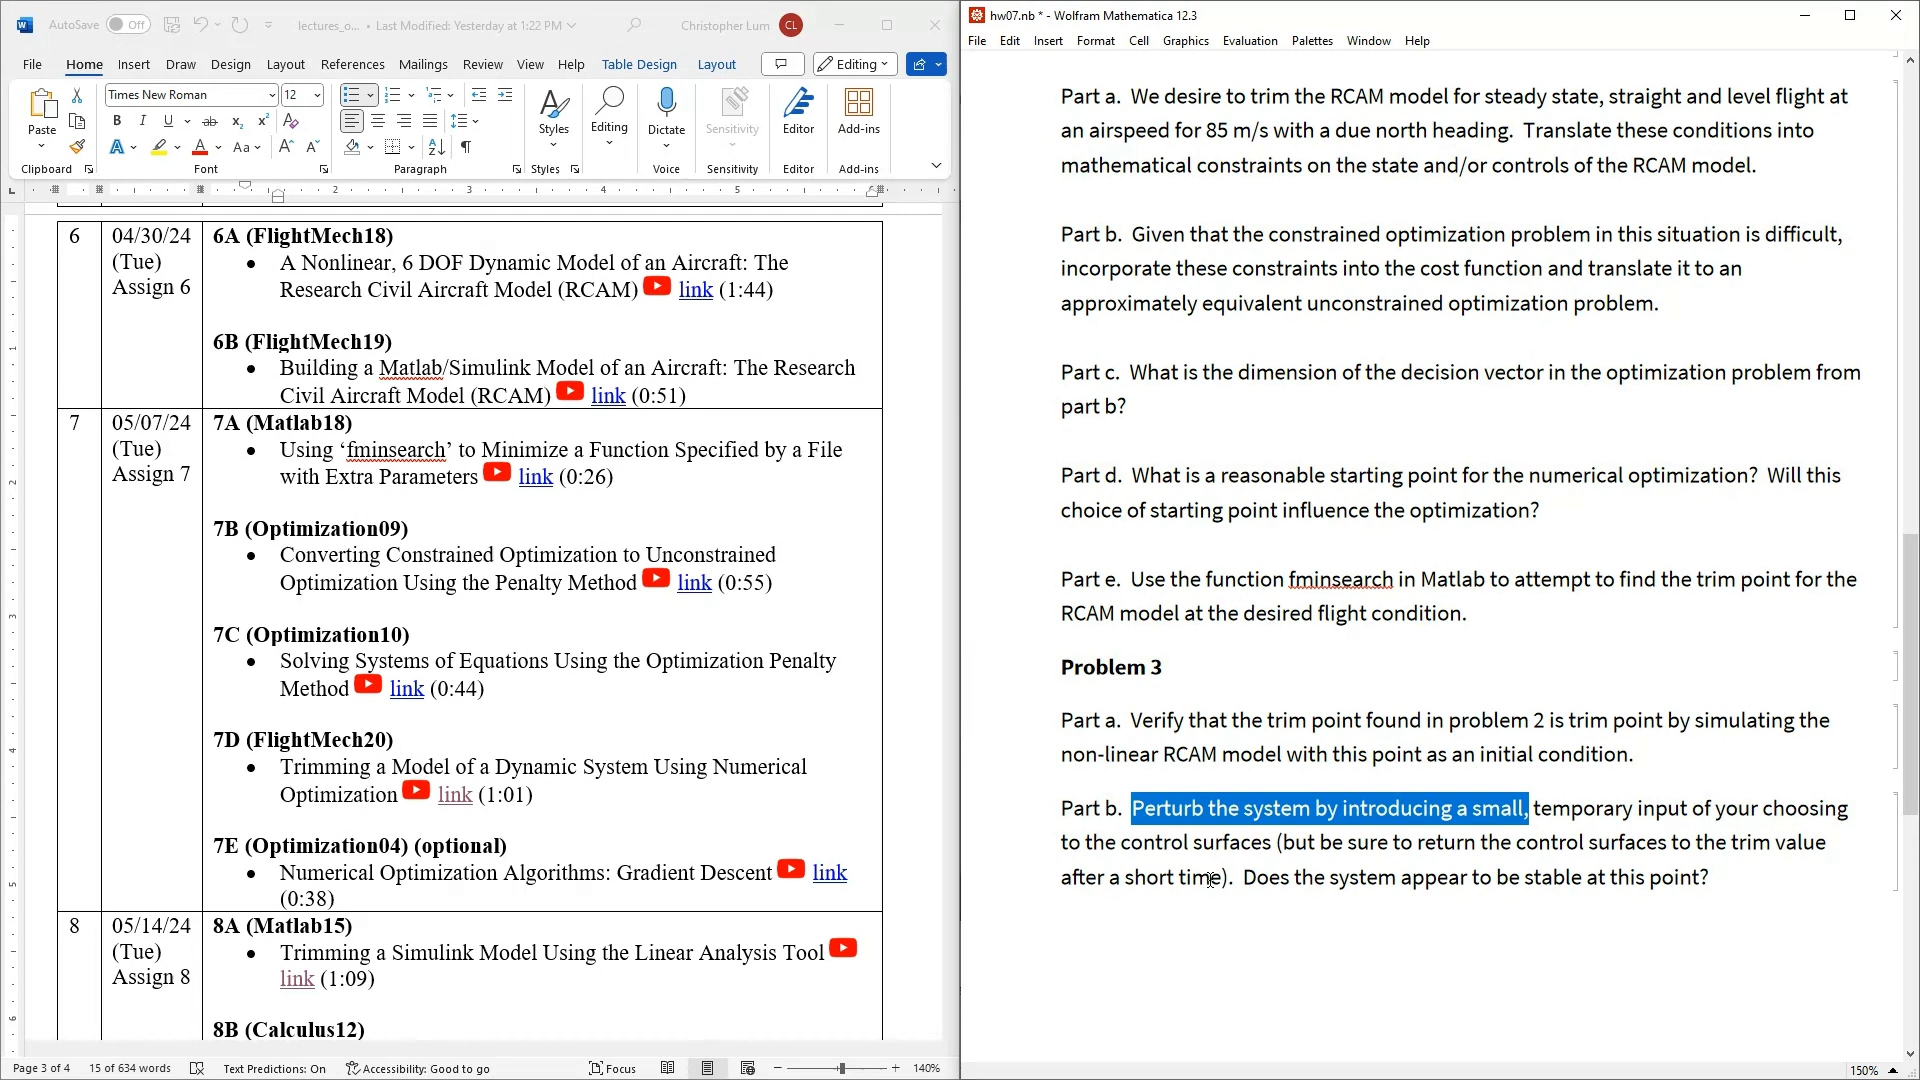 AutoSave Off lectures_o... • Last Modified: Yesterday at 1:22 PM Christopher Lum CL
File Home Insert Draw Design Layout References Mailings Review View Help Table Design Layout Editing
Times New Roman 12
Paste Styles Editing Dictate Sensitivity Editor Add-ins
Clipboard Font Paragraph Styles Voice Sensitivity Editor Add-ins
1 2 3 4 5
6 04/30/24 (Tue) Assign 6
6A (FlightMech18)
• A Nonlinear, 6 DOF Dynamic Model of an Aircraft: The
Research Civil Aircraft Model (RCAM) link (1:44)
6B (FlightMech19)
• Building a Matlab/Simulink Model of an Aircraft: The Research
Civil Aircraft Model (RCAM) link (0:51)
7 05/07/24 (Tue) Assign 7
7A (Matlab18)
• Using ‘fminsearch’ to Minimize a Function Specified by a File
with Extra Parameters link (0:26)
7B (Optimization09)
• Converting Constrained Optimization to Unconstrained
Optimization Using the Penalty Method link (0:55)
7C (Optimization10)
• Solving Systems of Equations Using the Optimization Penalty
Method link (0:44)
7D (FlightMech20)
• Trimming a Model of a Dynamic System Using Numerical
Optimization link (1:01)
7E (Optimization04) (optional)
• Numerical Optimization Algorithms: Gradient Descent link
(0:38)
8 05/14/24 (Tue) Assign 8
8A (Matlab15)
• Trimming a Simulink Model Using the Linear Analysis Tool
link (1:09)
8B (Calculus12)
Page 3 of 4 15 of 634 words Text Predictions: On Accessibility: Good to go Focus 140%
hw07.nb * - Wolfram Mathematica 12.3
File Edit Insert Format Cell Graphics Evaluation Palettes Window Help
Part a. We desire to trim the RCAM model for steady state, straight and level flight at
an airspeed for 85 m/s with a due north heading. Translate these conditions into
mathematical constraints on the state and/or controls of the RCAM model.
Part b. Given that the constrained optimization problem in this situation is difficult,
incorporate these constraints into the cost function and translate it to an
approximately equivalent unconstrained optimization problem.
Part c. What is the dimension of the decision vector in the optimization problem from
part b?
Part d. What is a reasonable starting point for the numerical optimization? Will this
choice of starting point influence the optimization?
Part e. Use the function fminsearch in Matlab to attempt to find the trim point for the
RCAM model at the desired flight condition.
Problem 3
Part a. Verify that the trim point found in problem 2 is trim point by simulating the
non-linear RCAM model with this point as an initial condition.
Part b. Perturb the system by introducing a small, temporary input of your choosing
to the control surfaces (but be sure to return the control surfaces to the trim value
after a short time). Does the system appear to be stable at this point?
150%